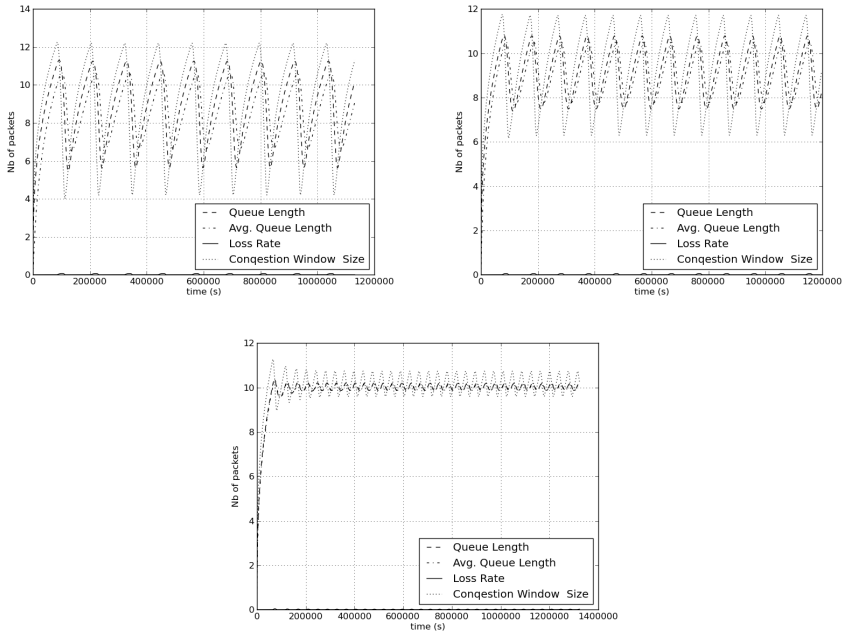 14
12
10
8
6
4
2
0
Nb of packets
0 200000 400000 600000 800000 1000000 1200000
time (s)
Queue Length
Avg. Queue Length
Loss Rate
Conqestion Window Size
12
10
8
6
4
2
0
Nb of packets
0 200000 400000 600000 800000 1000000 1200000
time (s)
Queue Length
Avg. Queue Length
Loss Rate
Conqestion Window Size
12
10
8
6
4
2
0
Nb of packets
0 200000 400000 600000 800000 1000000 1200000 1400000
time (s)
Queue Length
Avg. Queue Length
Loss Rate
Conqestion Window Size